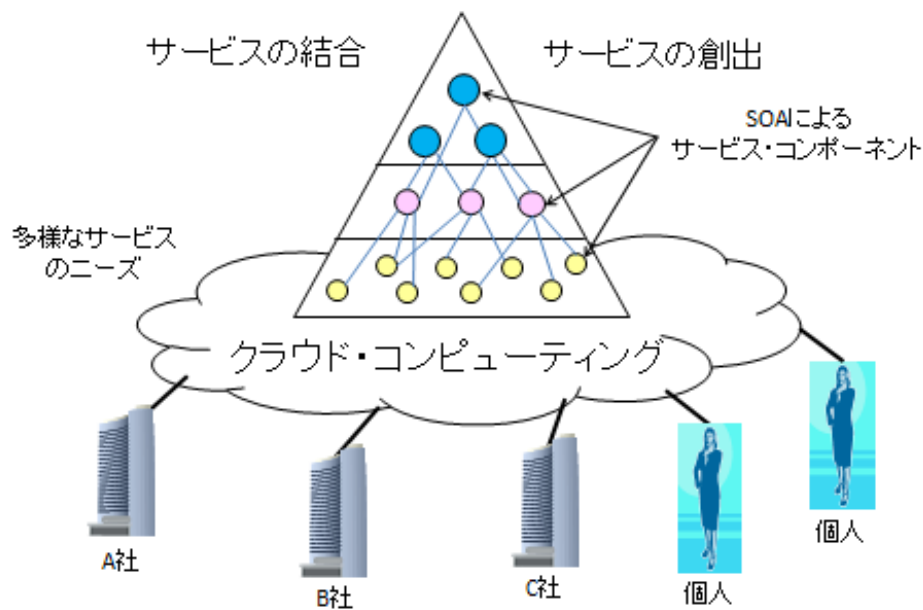 サービスの結合
サービスの創出
SOAによる
サービス・コンポーネント
多様なサービス
のニーズ
クラウド・コンピューティング
A社
B社
C社
個人
個人